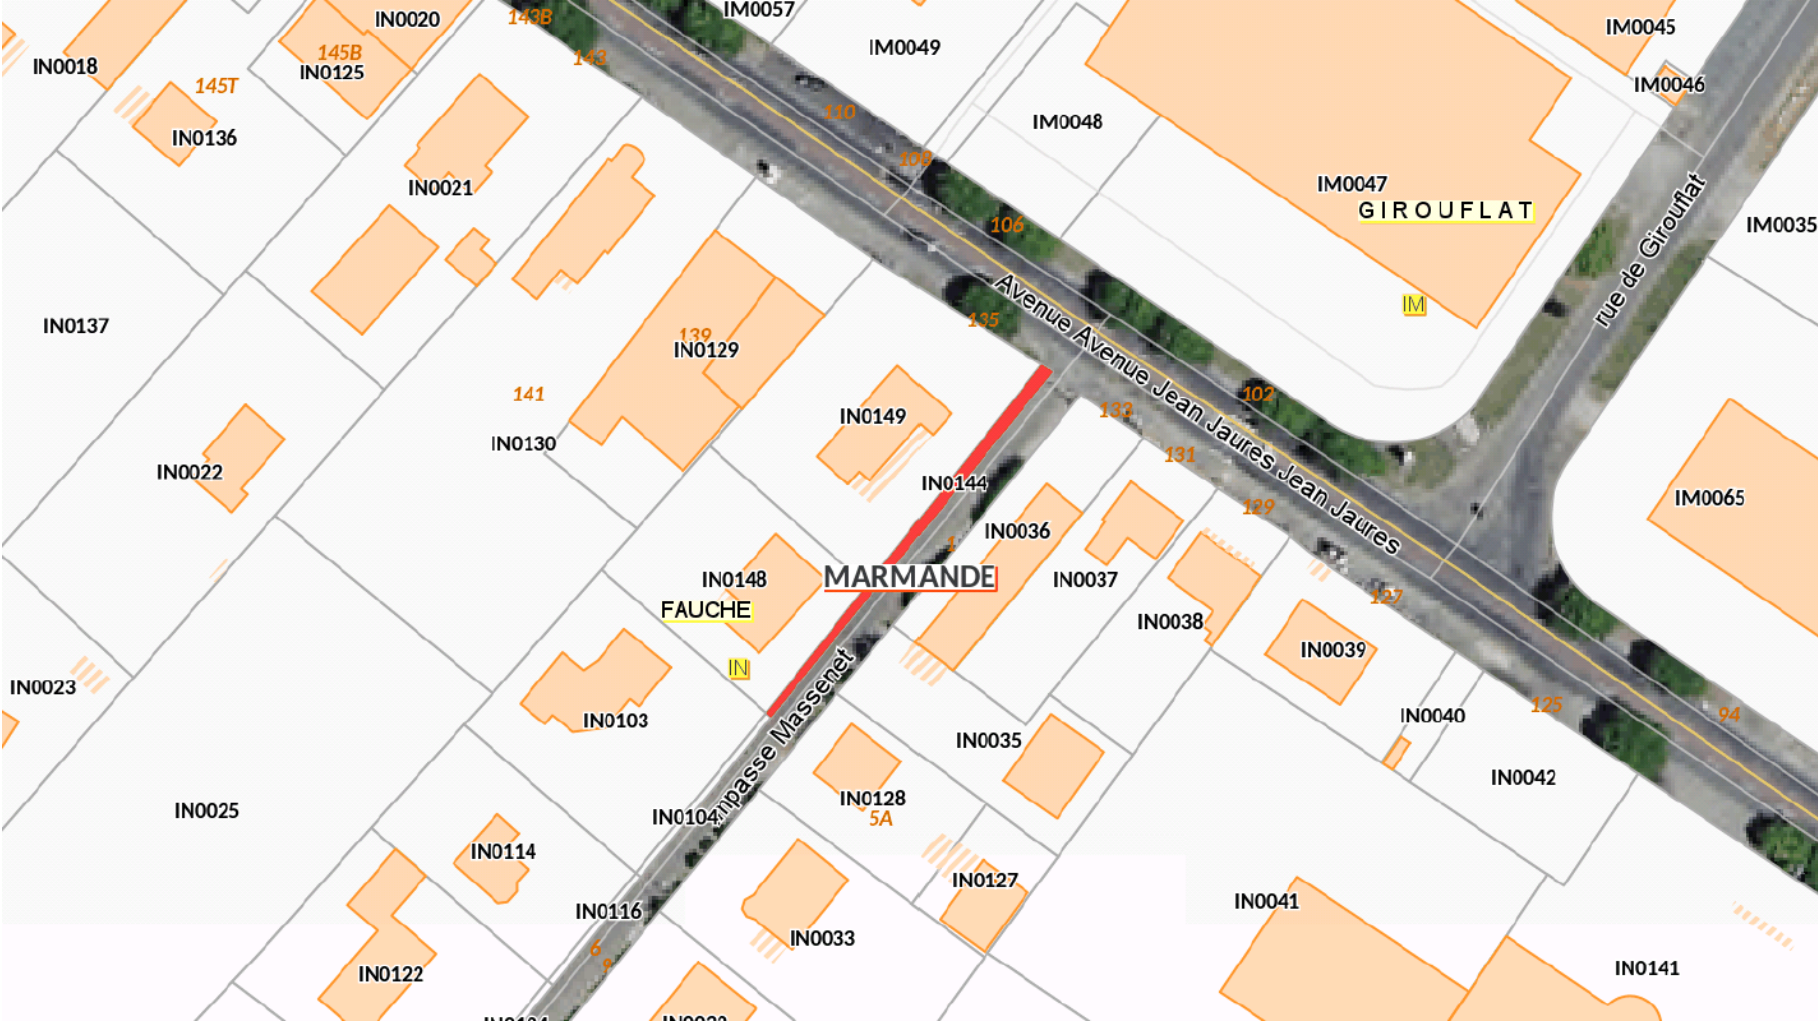 IN0020
143B
IM0057
IM0045
IM0049
143
145B
IN0018
IN0125
145T
IM0046
110
IM0048
IN0136
108
IN0021
IM0047
GIROUFLAT
106
IM0035
rue de Girouflat
IM
IN0137
135
139
IN0129
Avenue Avenue Jean Jaures Jean Jaures
141
102
133
IN0149
IN0130
131
IN0022
IN0144
IM0065
129
IN0036
1
IN0148
MARMANDE
IN0037
127
FAUCHE
IN0038
IN0039
IN
IN0023
125
94
IN0103
IN0040
IN0035
Impasse Massenet
IN0042
IN0128
5A
IN0025
IN0104
IN0114
IN0127
IN0041
IN0116
IN0033
6
IN0122
IN0141